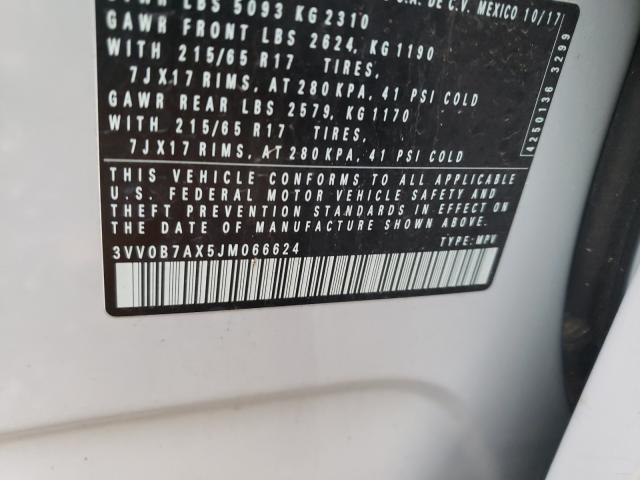 S.A. DE C.V. MEXICO 10/17
GVWR LBS 5093 KG 2310
GAWR FRONT LBS 2624, KG 1190
WITH 215/65 R17 TIRES,
7JX17 RIMS, AT 280 KPA, 41 PSI COLD
GAWR REAR LBS 2579, KG 1170
WITH 215/65 R17 TIRES,
7JX17 RIMS, AT 280 KPA, 41 PSI COLD
THIS VEHICLE CONFORMS TO ALL APPLICABLE
U.S. FEDERAL MOTOR VEHICLE SAFETY AND
THEFT PREVENTION STANDARDS IN EFFECT ON
THE DATE OF MANUFACTURE SHOWN ABOVE.
3VV0B7AX5JM066624 TYPE: MPV
4250136 3299